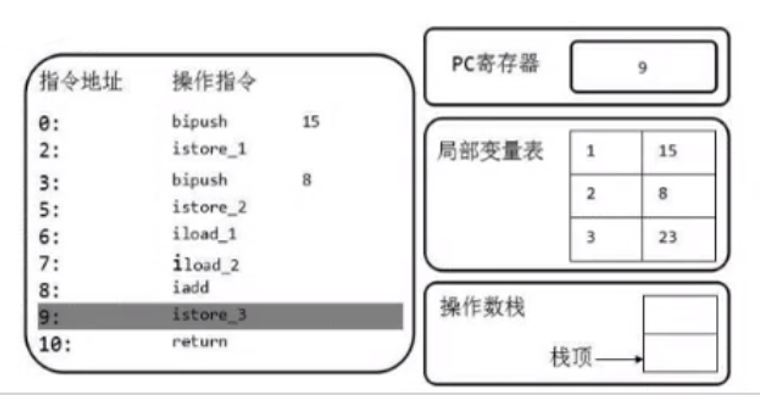 指令地址 操作指令
0: bipush 15
2: istore_1
3: bipush 8
5: istore_2
6: iload_1
7: iload_2
8: iadd
9: istore_3
10: return
PC寄存器 9
局部变量表 1 15
2 8
3 23
操作数栈
栈顶